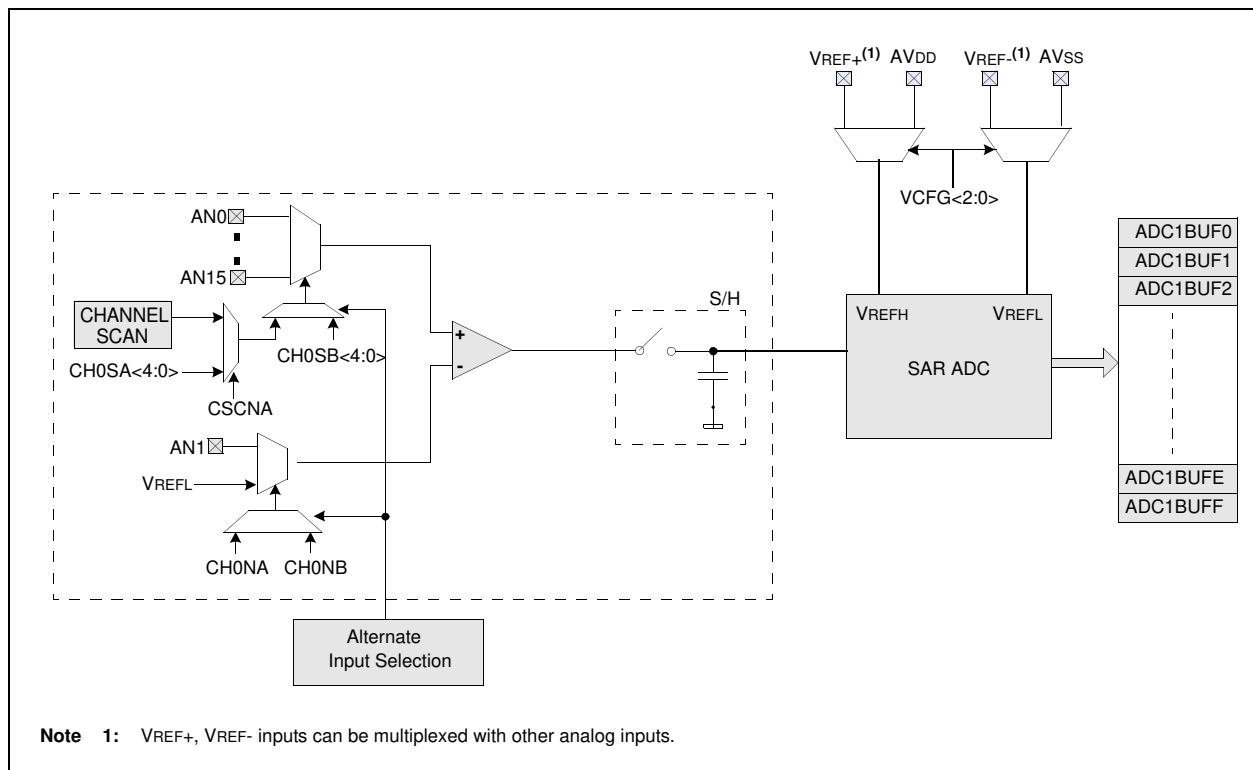 VREF+(1) AVDD VREF-(1) AVSS
VCFG<2:0>
AN0
AN15
CHANNEL
SCAN
CH0SA<4:0>
CSCNA
CH0SB<4:0>
+
-
AN1
VREFL
CH0NA CH0NB
Alternate
Input Selection
S/H
VREFH VREFL
SAR ADC
ADC1BUF0
ADC1BUF1
ADC1BUF2
ADC1BUFE
ADC1BUFF
Note 1: VREF+, VREF- inputs can be multiplexed with other analog inputs.